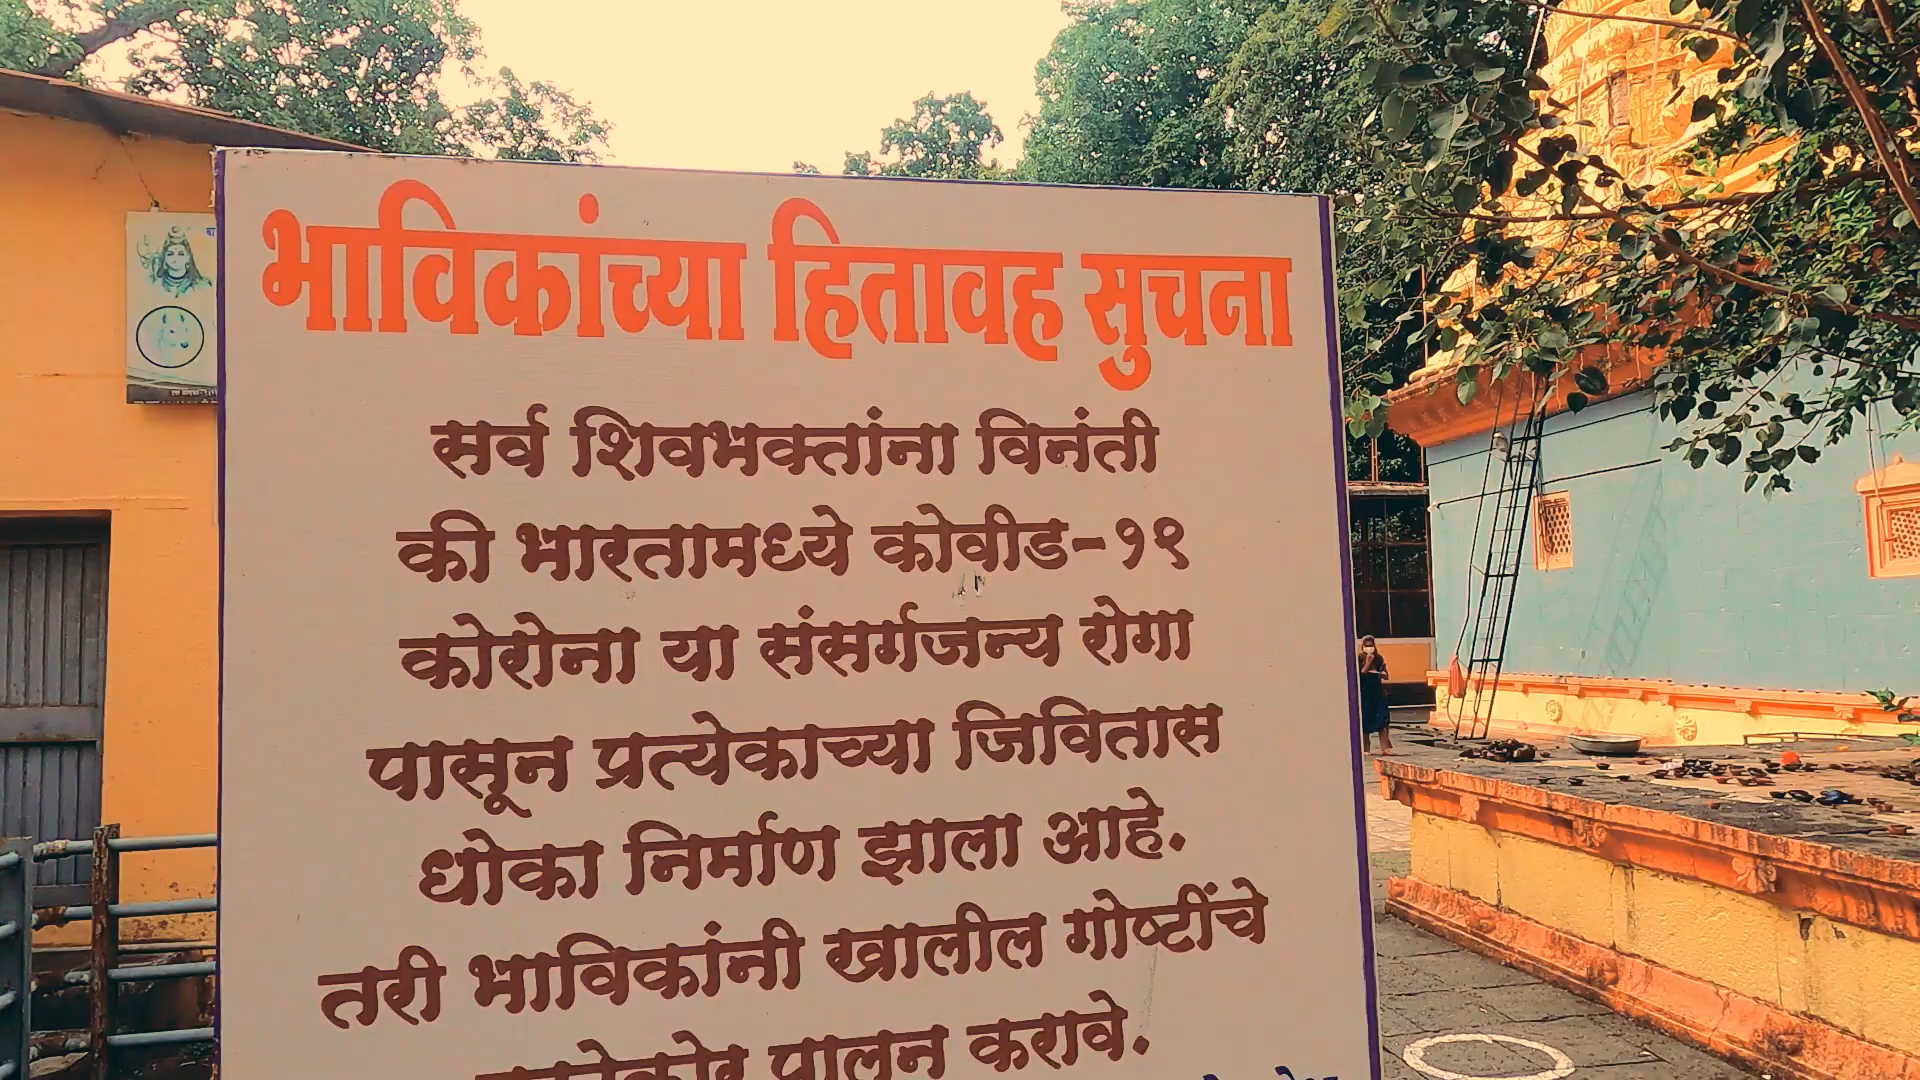 भाविकांच्या हितावह सुचना
सर्व शिवभक्तांना विनंती
की भारतामध्ये कोवीड-१९
कोरोना या संसर्गजन्य रोगा
पासून प्रत्येकाच्या जिवितास
धोका निर्माण झाला आहे.
तरी भाविकांनी खालील गोष्टींचे
पालन करावे.